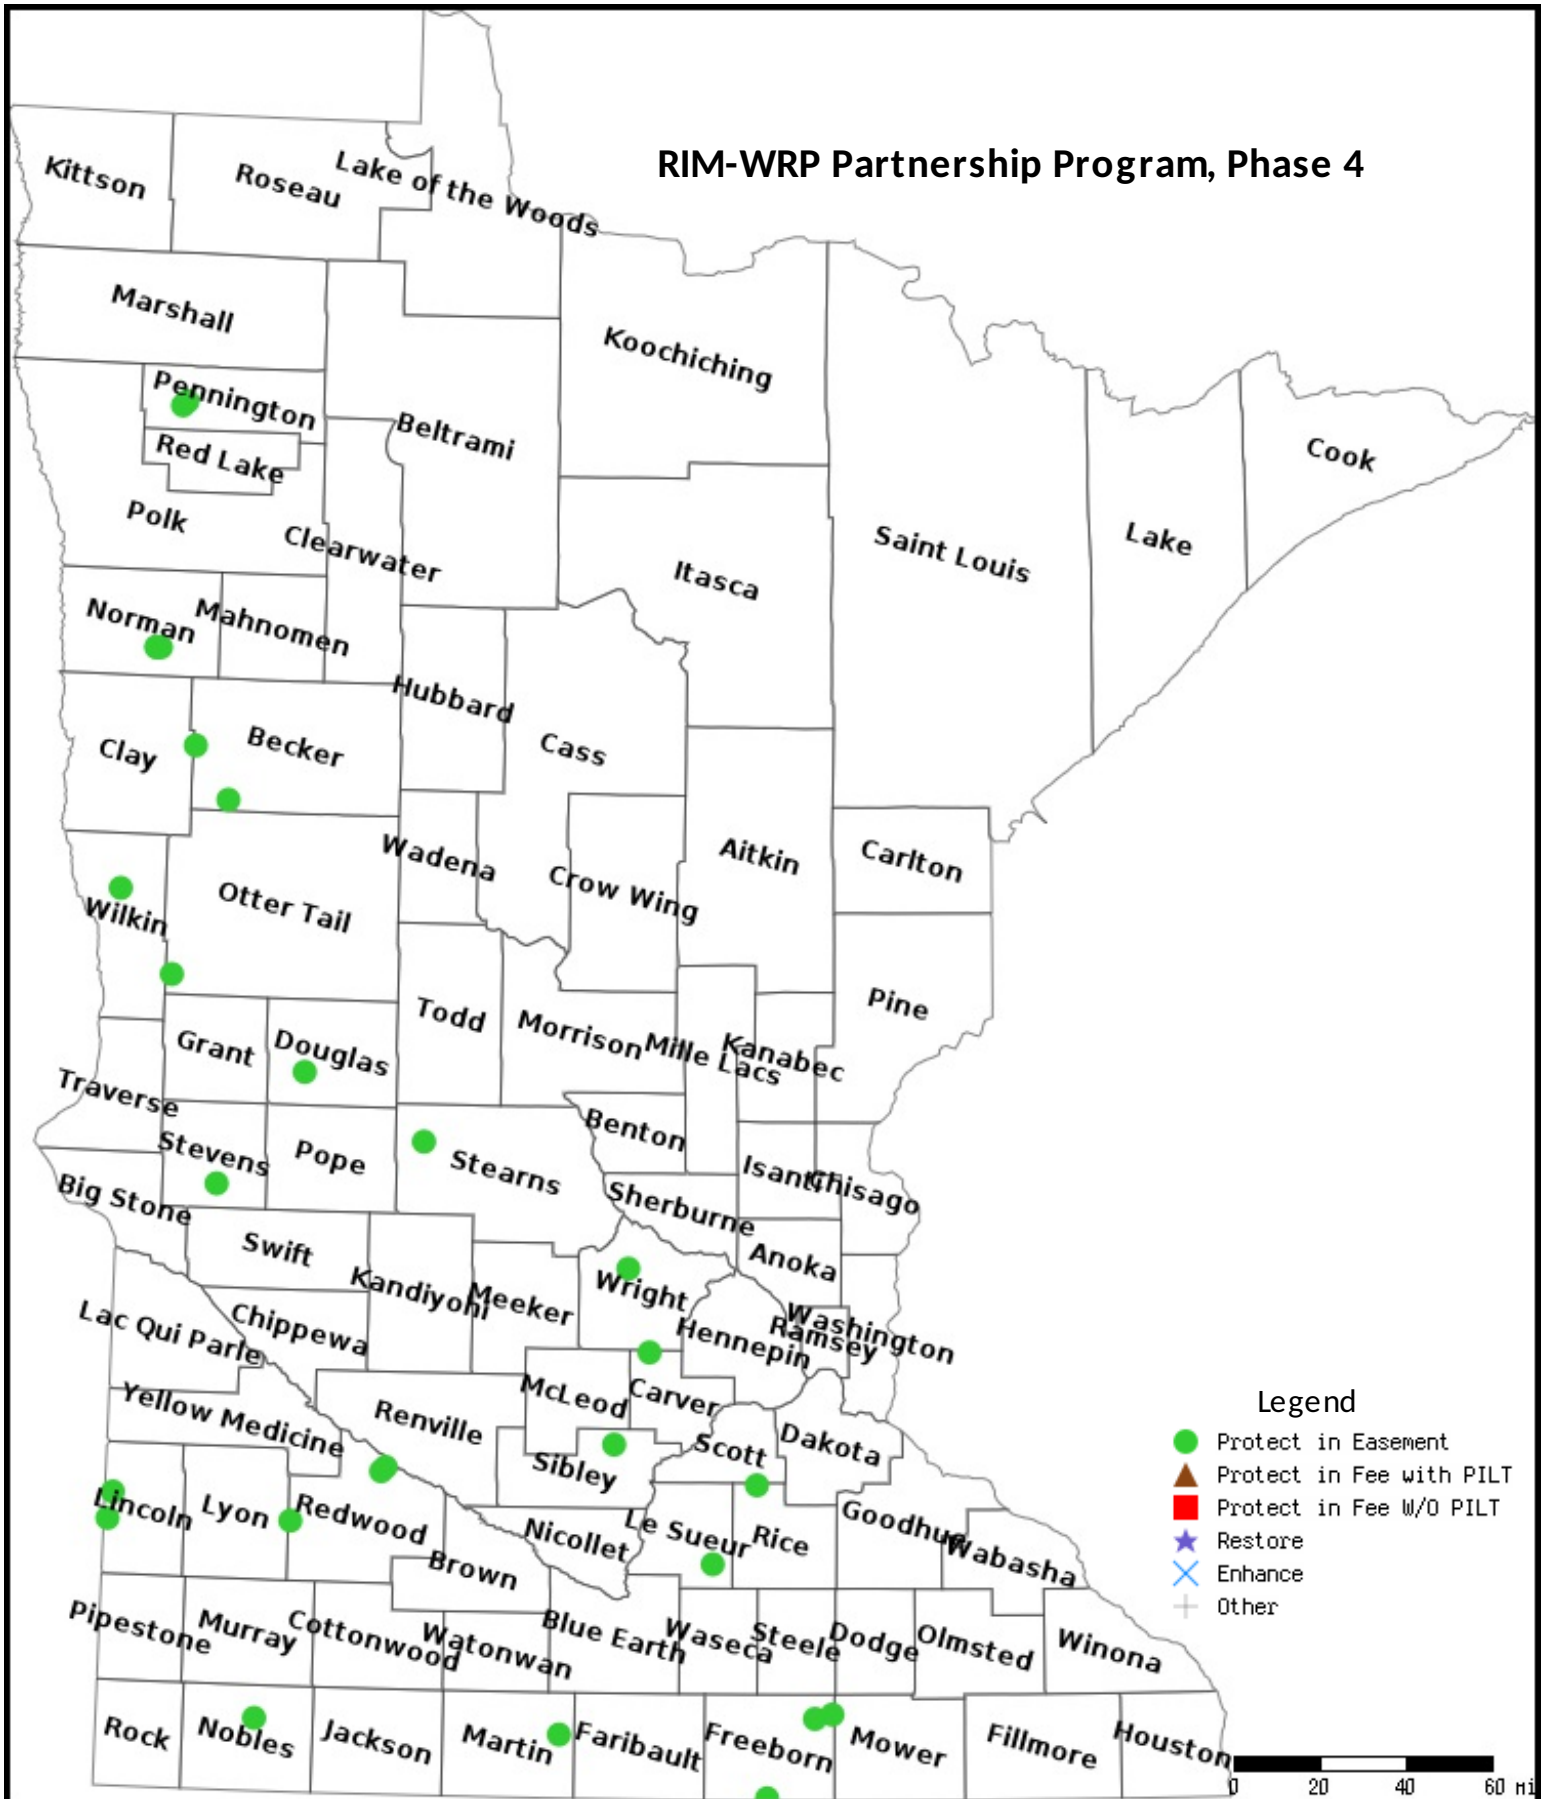 RIM-WRP Partnership Program, Phase 4
Kittson
Roseau
Lake of the Woods
Marshall
Koochiching
Pennington
Beltrami
Red Lake
Cook
Polk
Clearwater
Saint Louis
Lake
Itasca
Norman
Mahnomen
Hubbard
Clay
Becker
Cass
Wadena
Aitkin
Carlton
Crow Wing
Otter Tail
Wilkin
Todd
Morrison
Mille Lacs
Kanabec
Pine
Grant
Douglas
Traverse
Stevens
Pope
Stearns
Benton
Isanti
Chisago
Big Stone
Sherburne
Swift
Anoka
Kandiyohi
Meeker
Wright
Lac Qui Parle
Chippewa
Hennepin
Ramsey
Washington
Yellow Medicine
Renville
McLeod
Carver
Scott
Dakota
Sibley
Lincoln
Lyon
Redwood
Nicollet
Le Sueur
Rice
Goodhue
Wabasha
Brown
Pipestone
Murray
Cottonwood
Watonwan
Blue Earth
Waseca
Steele
Dodge
Olmsted
Winona
Rock
Nobles
Jackson
Martin
Faribault
Freeborn
Mower
Fillmore
Houston
Legend
Protect in Easement
Protect in Fee with PILT
Protect in Fee W/O PILT
Restore
Enhance
Other
0 20 40 60 mi